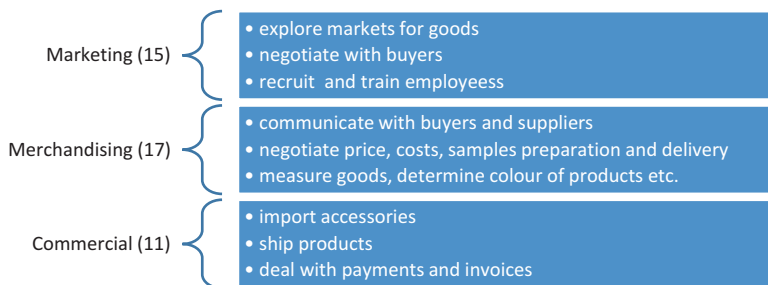 Marketing (15)
• explore markets for goods
• negotiate with buyers
• recruit and train employeess
Merchandising (17)
• communicate with buyers and suppliers
• negotiate price, costs, samples preparation and delivery
• measure goods, determine colour of products etc.
Commercial (11)
• import accessories
• ship products
• deal with payments and invoices